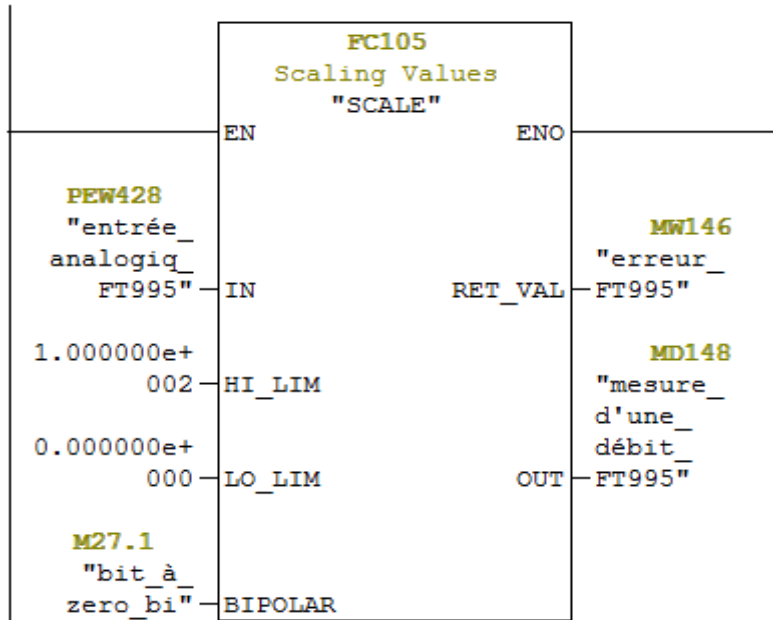 FC105
Scaling Values
"SCALE"
EN ENO
PEW428
"entrée_
analogiq_
FT995" IN
MW146
"erreur_
RET_VAL FT995"
1.000000e+
002 HI_LIM
MD148
"mesure_
d'une_
débit_
OUT FT995"
0.000000e+
000 LO_LIM
M27.1
"bit_à_
zero_bi" BIPOLAR